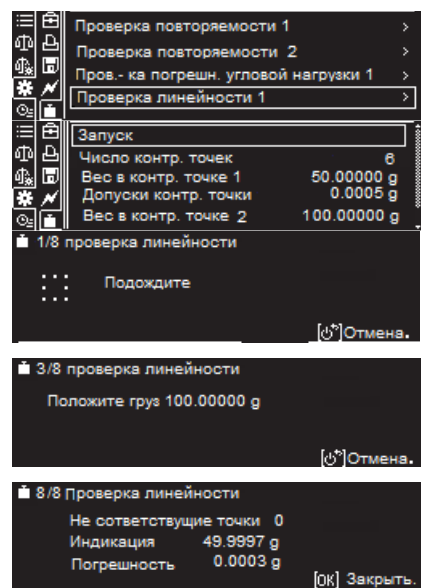 Проверка повторяемости 1 >
Проверка повторяемости 2 >
Пров.- ка погрешн. угловой нагрузки 1 >
Проверка линейности 1 >
Запуск
Число контр. точек 6
Вес в контр. точке 1 50.00000 g
Допуски контр. точки 0.0005 g
Вес в контр. точке 2 100.00000 g
1/8 проверка линейности
Подождите
[⏻]Отмена.
3/8 проверка линейности
Положите груз 100.00000 g
[⏻]Отмена.
8/8 Проверка линейности
Не сответствущие точки 0
Индикация 49.9997 g
Погрешность 0.0003 g
[OK] Закрыть.